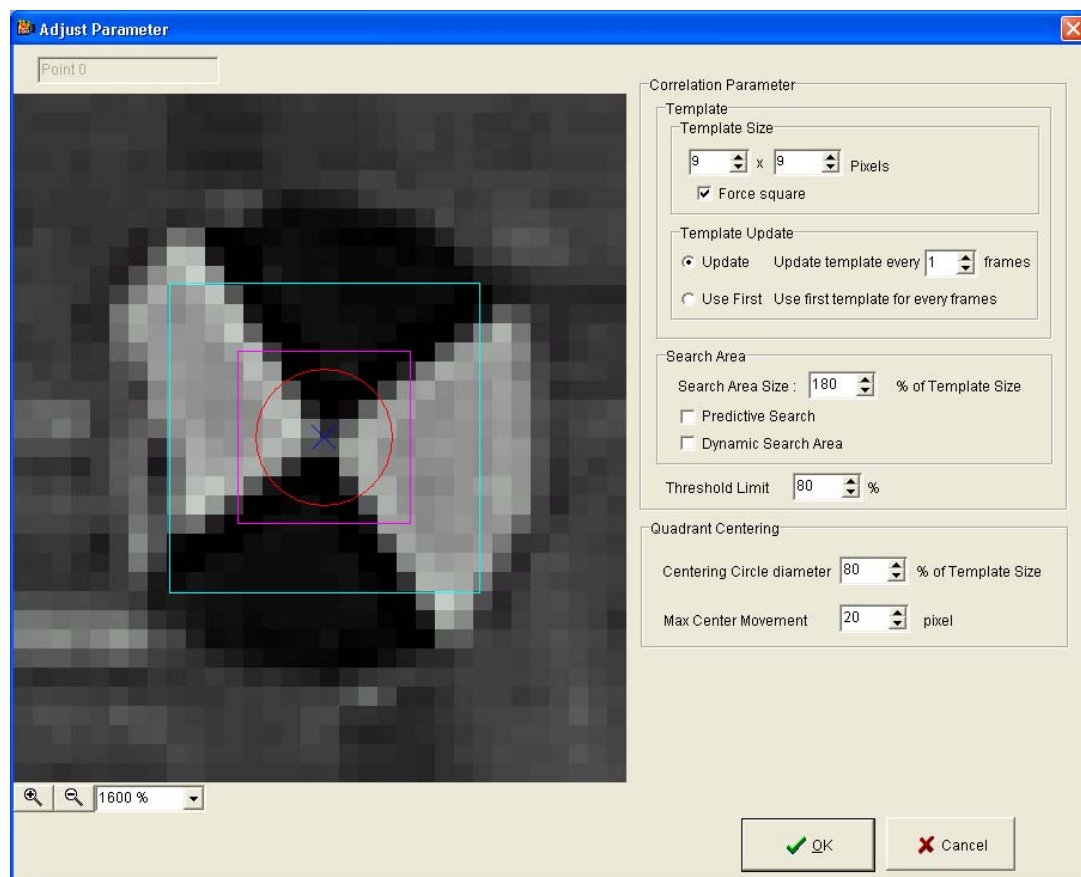 Adjust Parameter
Point 0
Correlation Parameter
Template
Template Size
9 x 9 Pixels
Force square
Template Update
Update Update template every 1 frames
Use First Use first template for every frames
Search Area
Search Area Size : 180 % of Template Size
Predictive Search
Dynamic Search Area
Threshold Limit 80 %
Quadrant Centering
Centering Circle diameter 80 % of Template Size
Max Center Movement 20 pixel
1600 %
OK Cancel